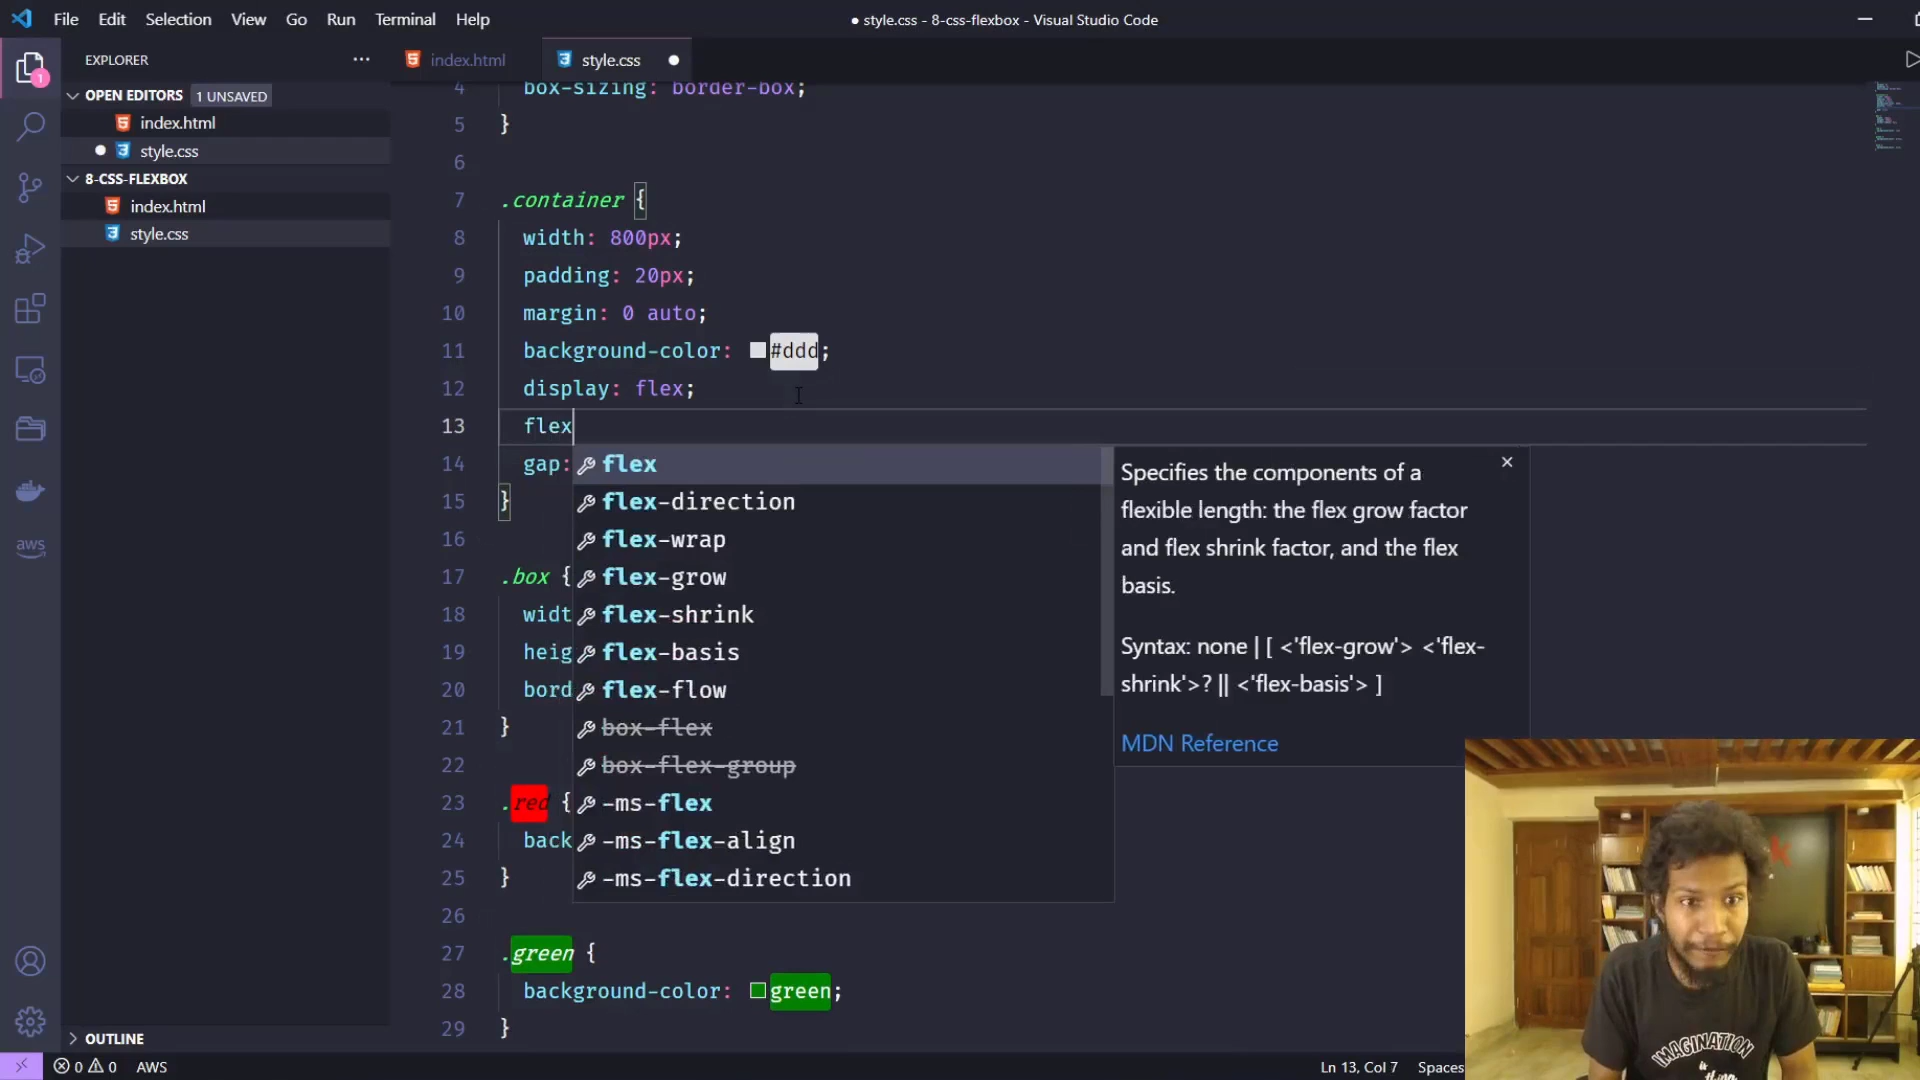 File Edit Selection View Go Run Terminal Help
● style.css - 8-css-flexbox - Visual Studio Code
EXPLORER ···
index.html
style.css ●
OPEN EDITORS 1 UNSAVED
index.html
● style.css
8-CSS-FLEXBOX
index.html
style.css
1
aws
4 box-sizing: border-box;
5 }
6
7 .container {
8 width: 800px;
9 padding: 20px;
10 margin: 0 auto;
11 background-color: #ddd;
12 display: flex;
13 flex
14 gap:
15 }
16
17 .box {
18 widt
19 heig
20 bord
21 }
22
23 .red {
24 back
25 }
26
27 .green {
28 background-color: green;
29 }
flex
flex-direction
flex-wrap
flex-grow
flex-shrink
flex-basis
flex-flow
box-flex
box-flex-group
-ms-flex
-ms-flex-align
-ms-flex-direction
Specifies the components of a
flexible length: the flex grow factor
and flex shrink factor, and the flex
basis.
Syntax: none | [ <'flex-grow'> <'flex-
shrink'>? || <'flex-basis'> ]
MDN Reference
IMAGINATION
is
OUTLINE
0 0 AWS
Ln 13, Col 7 Spaces